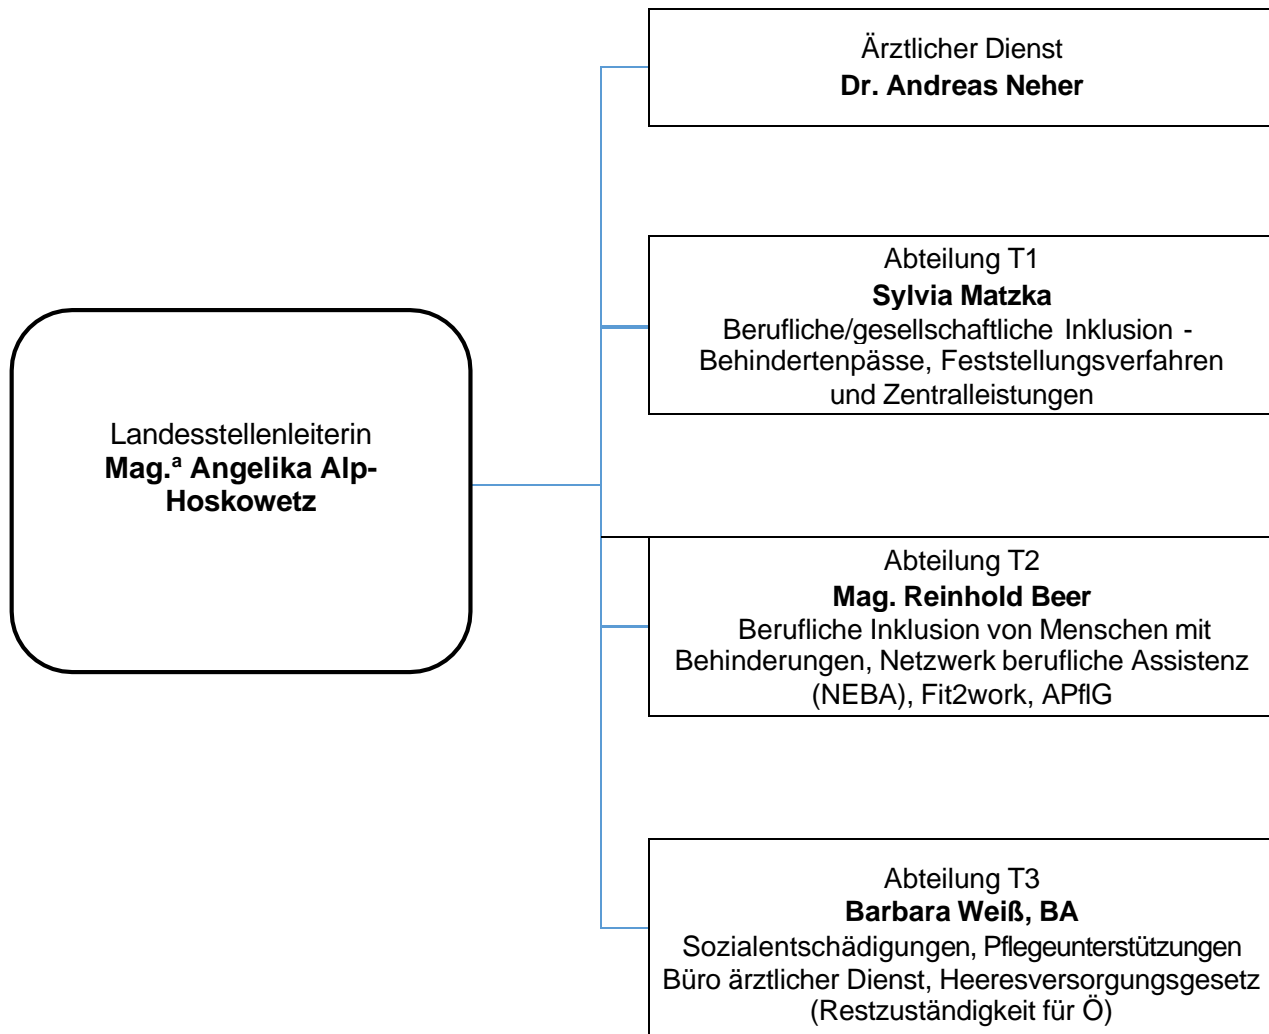 Ärztlicher Dienst
Dr. Andreas Neher
Abteilung T1
Sylvia Matzka
Berufliche/gesellschaftliche Inklusion -
Behindertenpässe, Feststellungsverfahren
und Zentralleistungen
Landesstellenleiterin
Mag.ª Angelika Alp-
Hoskowetz
Abteilung T2
Mag. Reinhold Beer
Berufliche Inklusion von Menschen mit
Behinderungen, Netzwerk berufliche Assistenz
(NEBA), Fit2work, APflG
Abteilung T3
Barbara Weiß, BA
Sozialentschädigungen, Pflegeunterstützungen
Büro ärztlicher Dienst, Heeresversorgungsgesetz
(Restzuständigkeit für Ö)